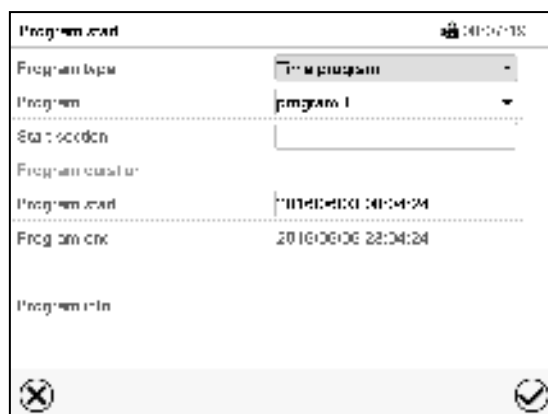 Program start
Program type Time program
Program program 1
Start section
Program duration
Program start
Program end
Program info